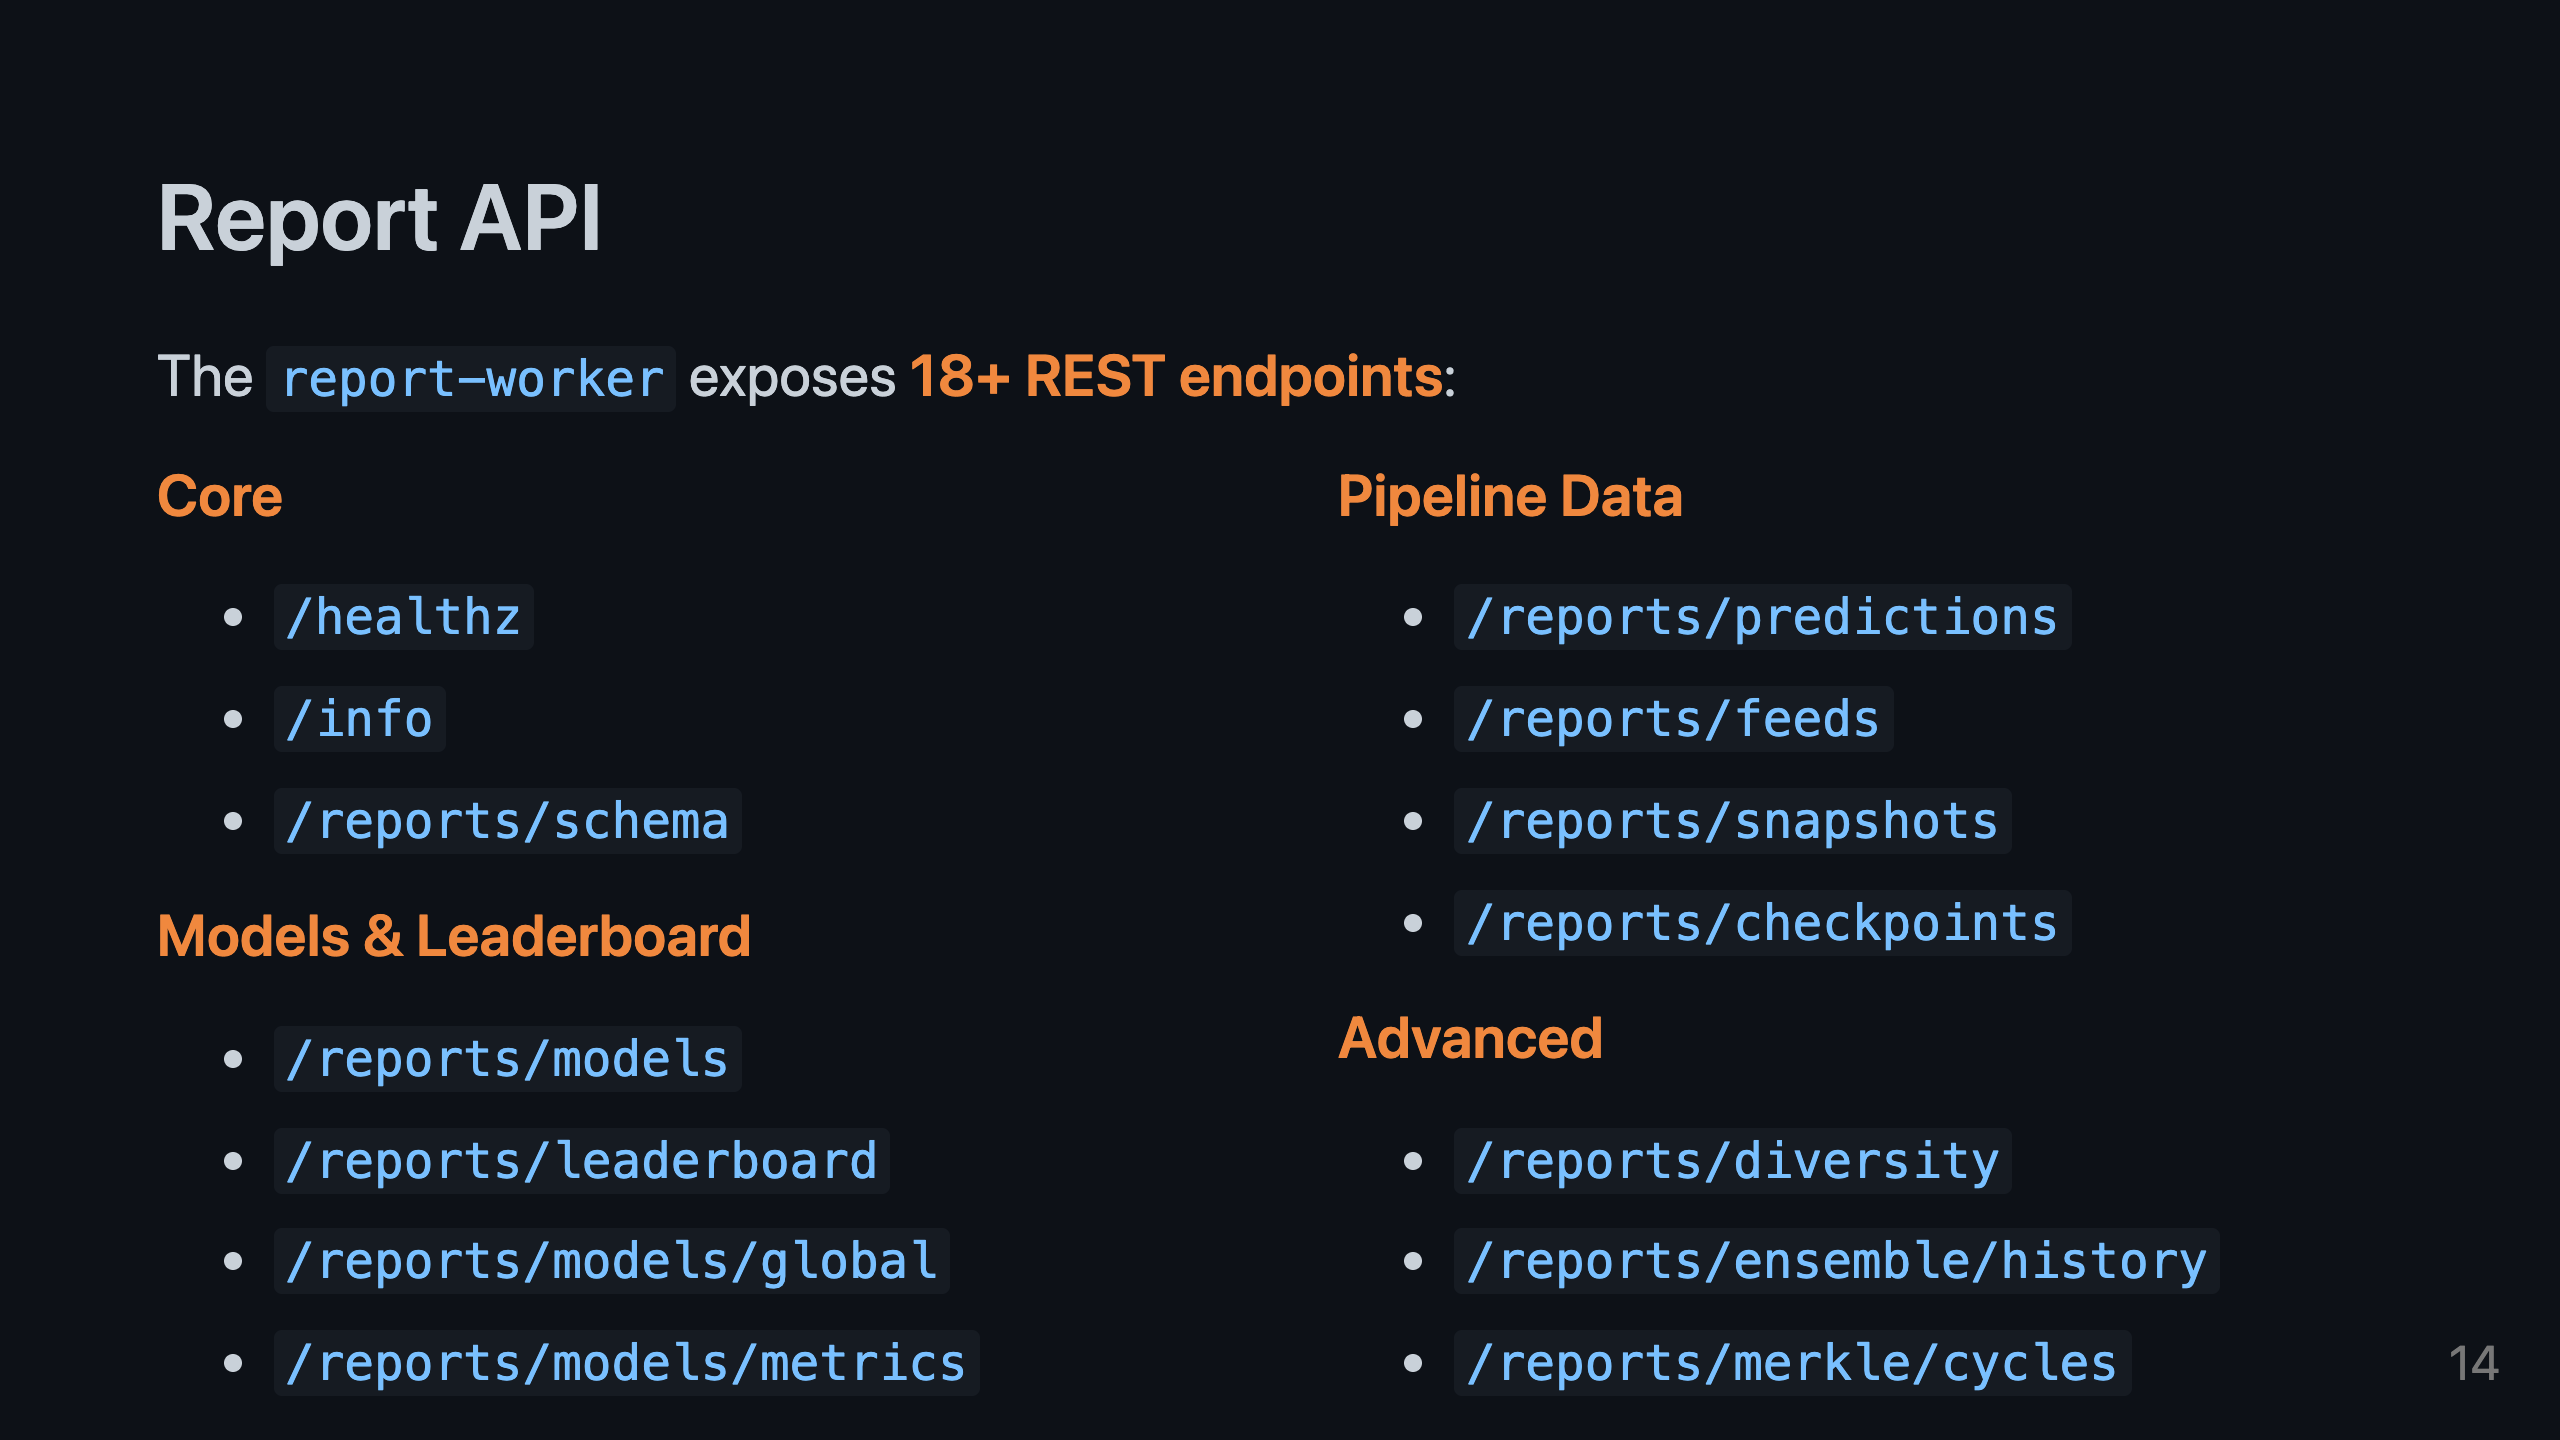 Report API
The report-worker exposes 18+ REST endpoints:
Core
/healthz
/info
/reports/schema
Models & Leaderboard
/reports/models
/reports/leaderboard
/reports/models/global
/reports/models/metrics
Pipeline Data
/reports/predictions
/reports/feeds
/reports/snapshots
/reports/checkpoints
Advanced
/reports/diversity
/reports/ensemble/history
/reports/merkle/cycles
14